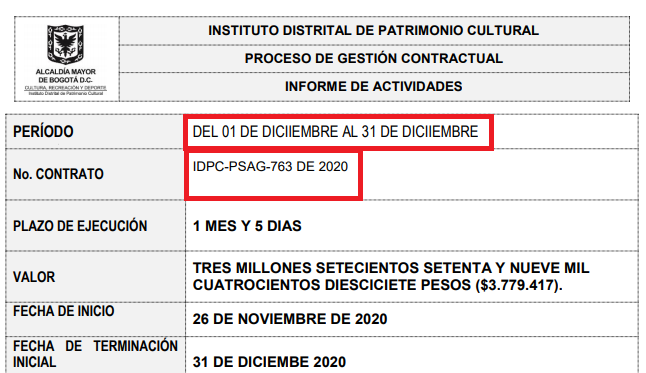 INSTITUTO DISTRITAL DE PATRIMONIO CULTURAL
PROCESO DE GESTIÓN CONTRACTUAL
INFORME DE ACTIVIDADES
ALCALDÍA MAYOR
DE BOGOTÁ D.C.
CULTURA, RECREACIÓN Y DEPORTE
Instituto Distrital de Patrimonio Cultural
PERÍODO
DEL 01 DE DICIIEMBRE AL 31 DE DICIIEMBRE
No. CONTRATO
IDPC-PSAG-763 DE 2020
PLAZO DE EJECUCIÓN
1 MES Y 5 DIAS
VALOR
TRES MILLONES SETECIENTOS SETENTA Y NUEVE MIL
CUATROCIENTOS DIESCICIETE PESOS ($3.779.417).
FECHA DE INICIO
26 DE NOVIEMBRE DE 2020
FECHA DE TERMINACIÓN
INICIAL
31 DE DICIEMBE 2020